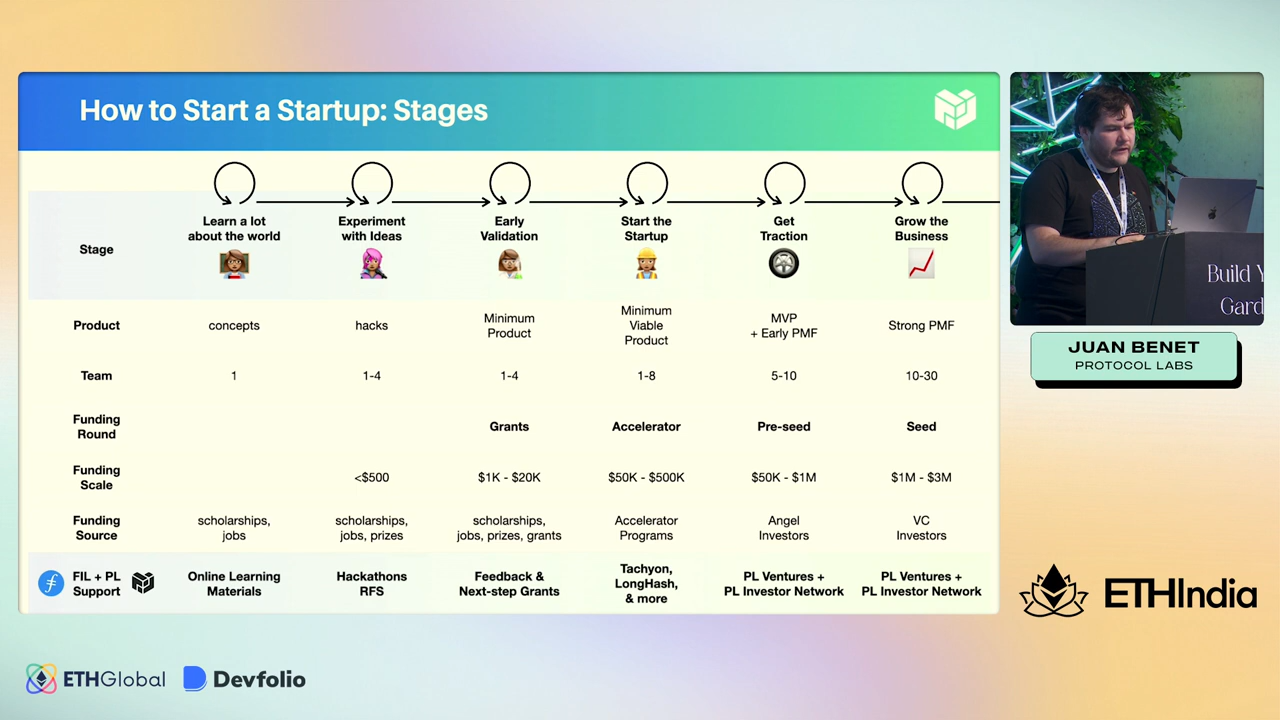 How to Start a Startup: Stages
Stage
Learn a lot
about the world
Experiment
with Ideas
Early
Validation
Start the
Startup
Get
Traction
Grow the
Business
Product
concepts
hacks
Minimum
Product
Minimum
Viable
Product
MVP
+ Early PMF
Strong PMF
Team
1
1-4
1-4
1-8
5-10
10-30
Funding
Round
Grants
Accelerator
Pre-seed
Seed
Funding
Scale
<$500
$1K - $20K
$50K - $500K
$50K - $1M
$1M - $3M
Funding
Source
scholarships,
jobs
scholarships,
jobs, prizes
scholarships,
jobs, prizes, grants
Accelerator
Programs
Angel
Investors
VC
Investors
FIL + PL
Support
Online Learning
Materials
Hackathons
RFS
Feedback &
Next-step Grants
Tachyon,
LongHash,
& more
PL Ventures +
PL Investor Network
PL Ventures +
PL Investor Network
Build Y
Gard
JUAN BENET
PROTOCOL LABS
ETHIndia
ETHGlobal
Devfolio